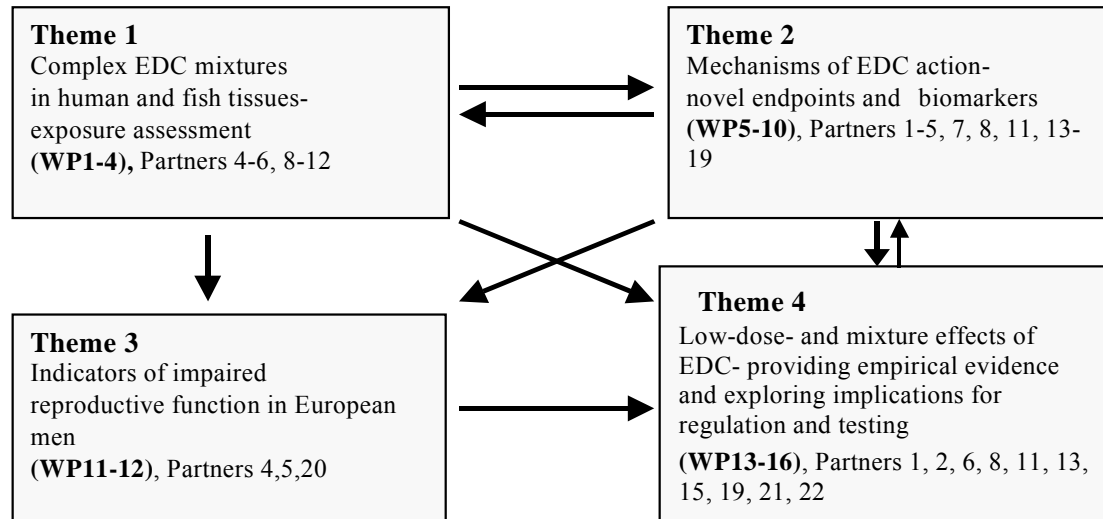 Theme 1
Complex EDC mixtures
in human and fish tissues-
exposure assessment
(WP1-4), Partners 4-6, 8-12
Theme 2
Mechanisms of EDC action-
novel endpoints and biomarkers
(WP5-10), Partners 1-5, 7, 8, 11, 13-
19
Theme 3
Indicators of impaired
reproductive function in European
men
(WP11-12), Partners 4,5,20
Theme 4
Low-dose- and mixture effects of
EDC- providing empirical evidence
and exploring implications for
regulation and testing
(WP13-16), Partners 1, 2, 6, 8, 11, 13,
15, 19, 21, 22